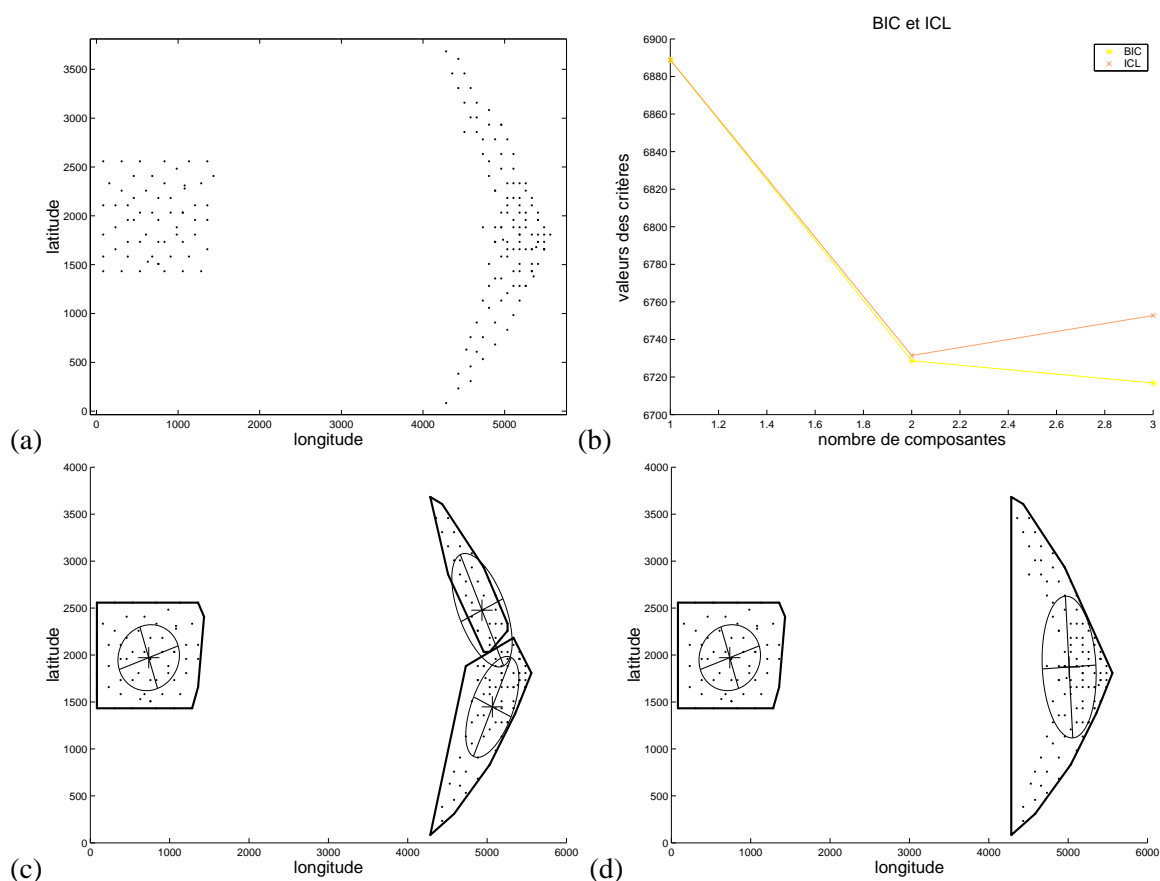 3500
3000
2500
2000
1500
1000
500
0
latitude
0 1000 2000 3000 4000 5000
longitude
(a)
BIC et ICL
6900
6880
6860
6840
6820
6800
6780
6760
6740
6720
6700
valeurs des critères
BIC
ICL
1 1.2 1.4 1.6 1.8 2 2.2 2.4 2.6 2.8 3
nombre de composantes
(b)
4000
3500
3000
2500
2000
1500
1000
500
0
latitude
0 1000 2000 3000 4000 5000 6000
longitude
(c)
4000
3500
3000
2500
2000
1500
1000
500
0
latitude
0 1000 2000 3000 4000 5000 6000
longitude
(d)